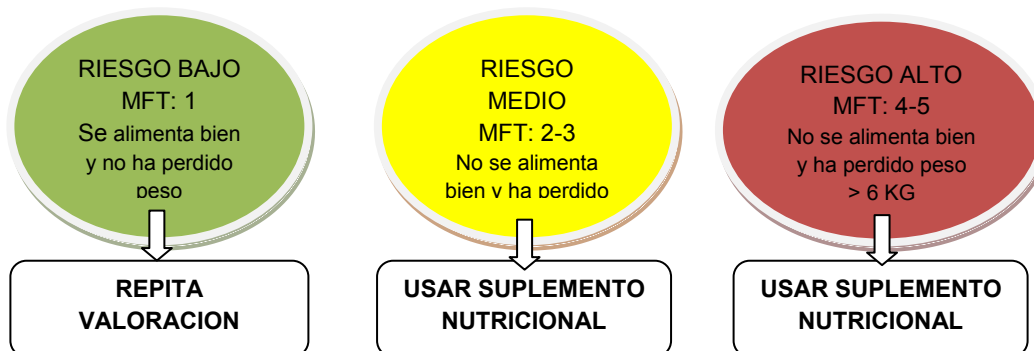 RIESGO BAJO
MFT: 1
Se alimenta bien
y no ha perdido
peso
REPITA
VALORACION
RIESGO
MEDIO
MFT: 2-3
No se alimenta
bien y ha perdido
USAR SUPLEMENTO
NUTRICIONAL
RIESGO ALTO
MFT: 4-5
No se alimenta bien
y ha perdido peso
> 6 KG
USAR SUPLEMENTO
NUTRICIONAL